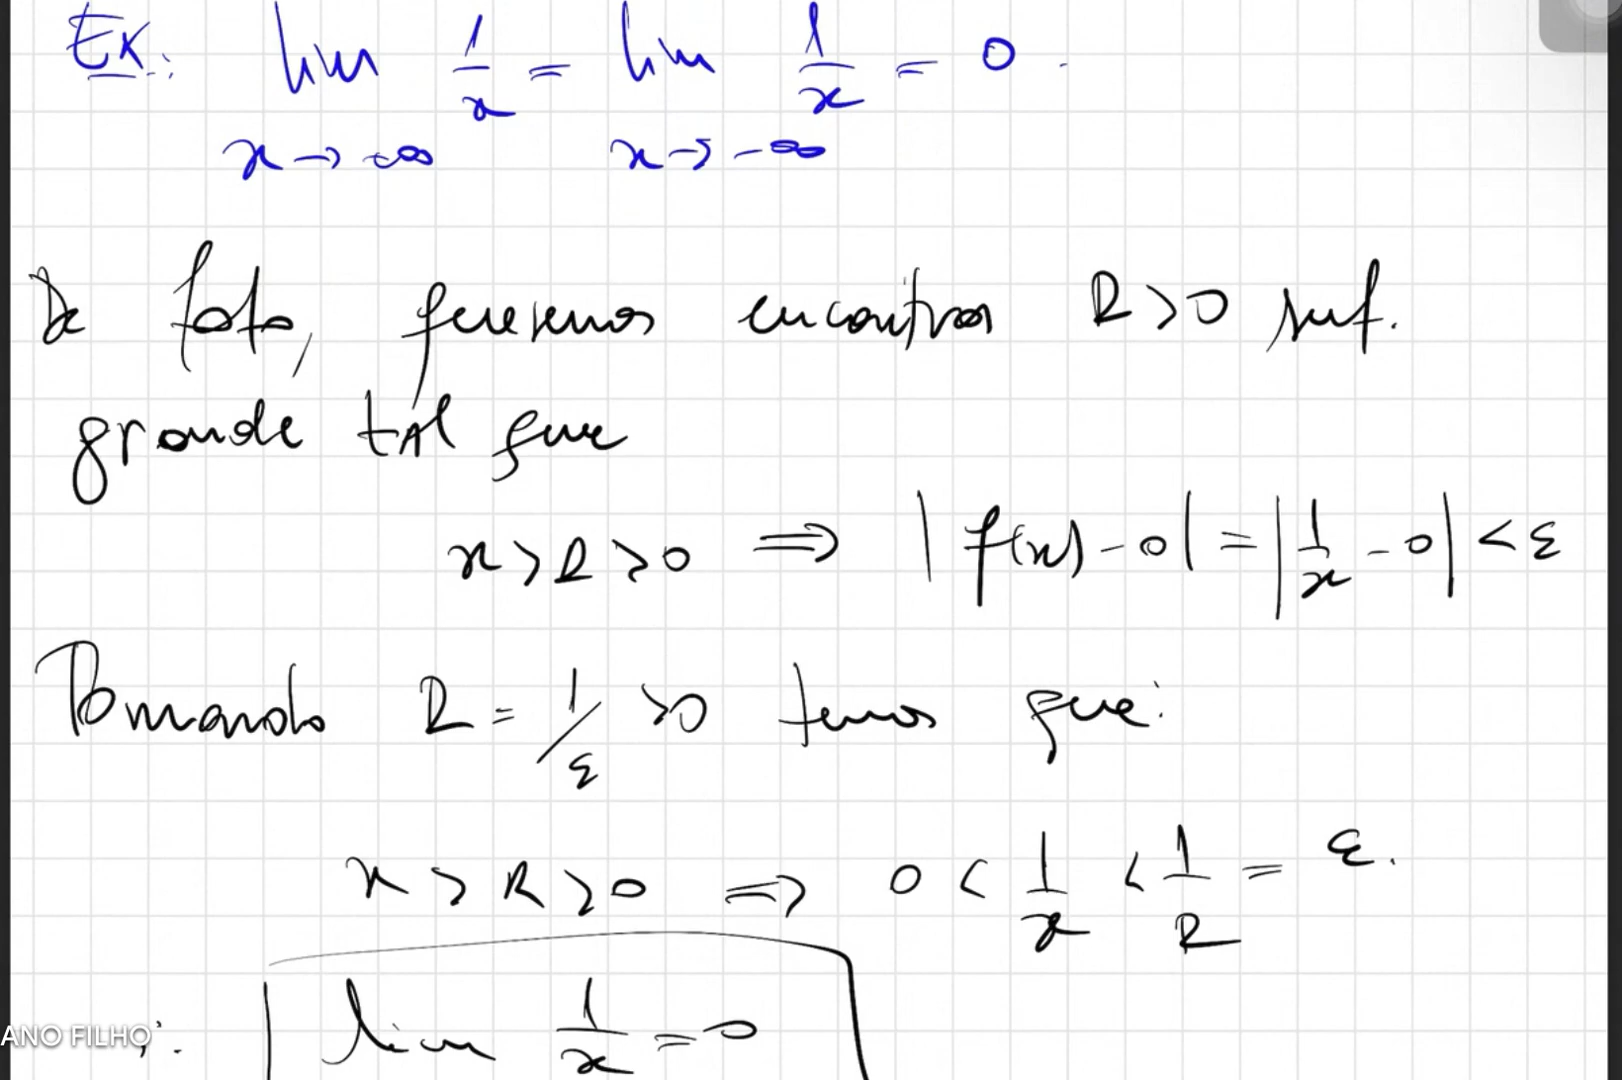 Ex.: lim 1/x = lim 1/x = 0.
x → +∞ x → -∞
De fato, queremos encontrar R > 0 suf.
grande tAl que
x > R > 0 ⇒ |f(x) - 0| = |1/x - 0| < ε
Tomando R = 1/ε > 0 temos que:
x > R > 0 ⇒ 0 < 1/x < 1/R = ε.
∴ lim 1/x = 0
ANO FILHO